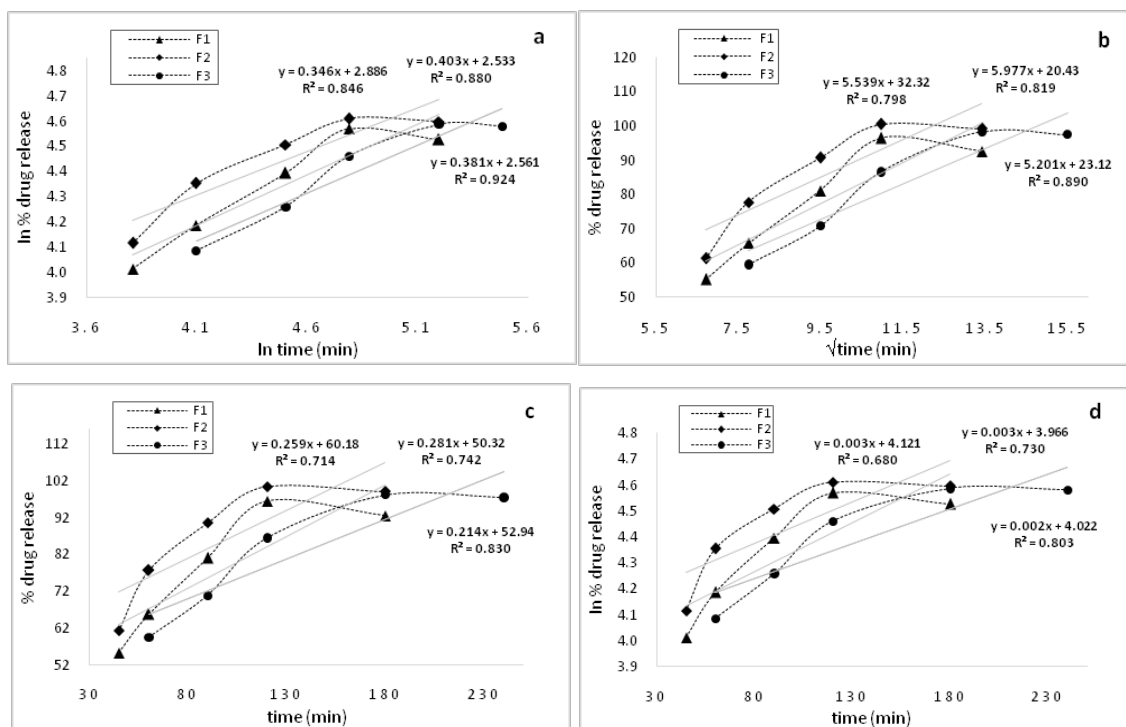 a
F1
F2
F3
y = 0.346x + 2.886
R² = 0.846
y = 0.403x + 2.533
R² = 0.880
y = 0.381x + 2.561
R² = 0.924
ln % drug release
4.8
4.7
4.6
4.5
4.4
4.3
4.2
4.1
4.0
3.9
3.6 4.1 4.6 5.1 5.6
ln time (min)
b
F1
F2
F3
y = 5.539x + 32.32
R² = 0.798
y = 5.977x + 20.43
R² = 0.819
y = 5.201x + 23.12
R² = 0.890
% drug release
120
110
100
90
80
70
60
50
5.5 7.5 9.5 11.5 13.5 15.5
√time (min)
c
F1
F2
F3
y = 0.259x + 60.18
R² = 0.714
y = 0.281x + 50.32
R² = 0.742
y = 0.214x + 52.94
R² = 0.830
% drug release
112
102
92
82
72
62
52
30 80 130 180 230
time (min)
d
F1
F2
F3
y = 0.003x + 4.121
R² = 0.680
y = 0.003x + 3.966
R² = 0.730
y = 0.002x + 4.022
R² = 0.803
ln % drug release
4.8
4.7
4.6
4.5
4.4
4.3
4.2
4.1
4.0
3.9
30 80 130 180 230
time (min)